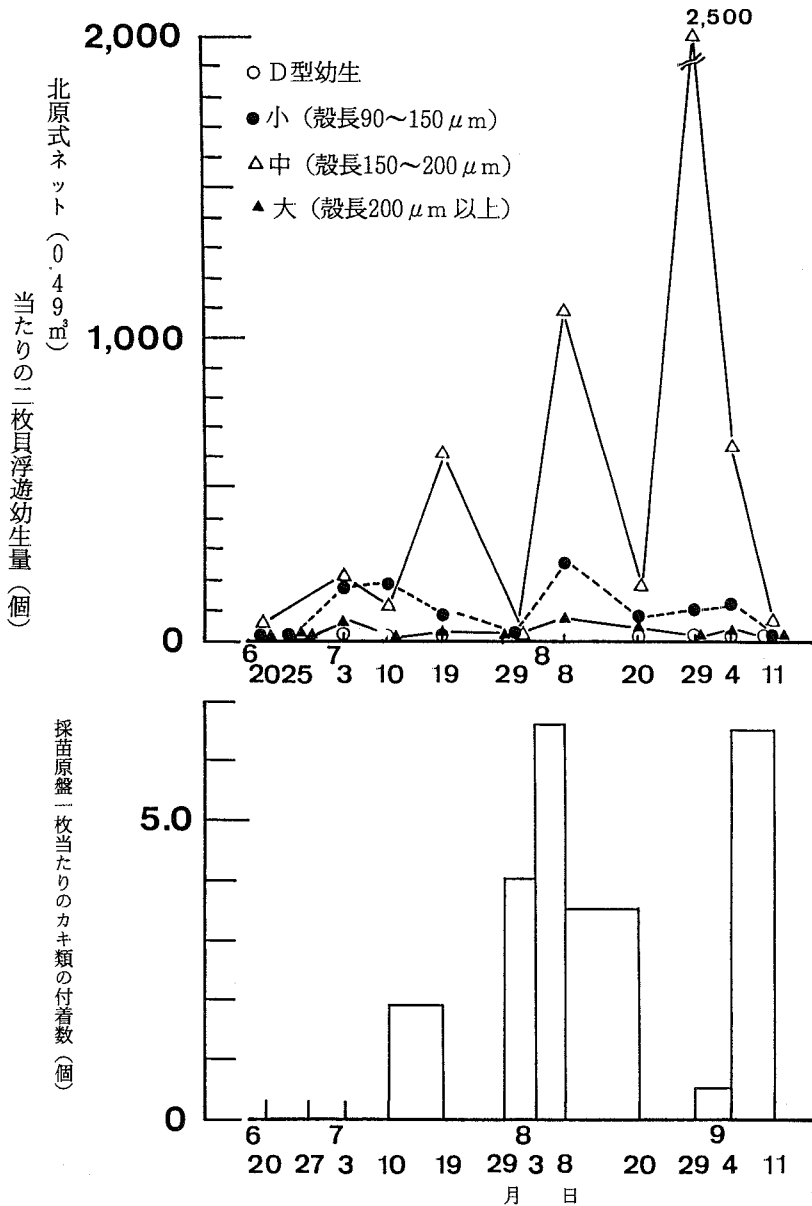 2,500
2,000
1,000
0
北原式ネット（0.49㎥）
当たりの二枚貝浮遊幼生量（個）
○ D型幼生
● 小（殻長90～150μm）
△ 中（殻長150～200μm）
▲ 大（殻長200μm 以上）
6 7 8
20 25 3 10 19 29 8 20 29 4 11
採苗原盤一枚当たりのカキ類の付着数（個）
5.0
0
6 7 8 9
20 27 3 10 19 29 3 8 20 29 4 11
月 日